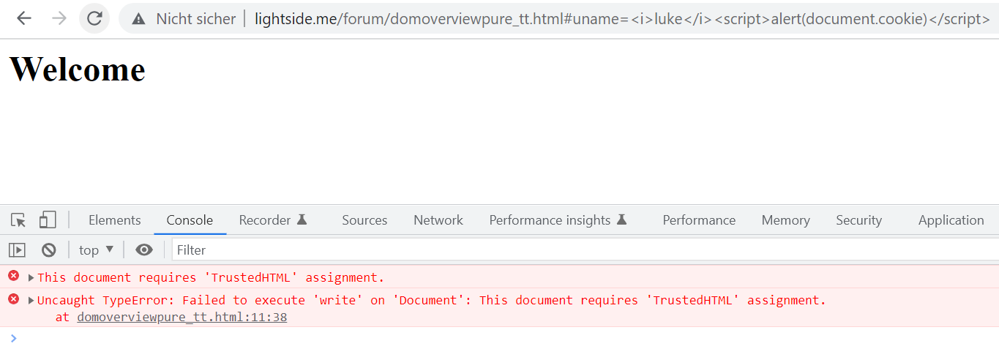 Nicht sicher | lightside.me/forum/domoverviewpure_tt.html#uname=<i>luke</i><script>alert(document.cookie)</script>
Welcome
Elements Console Recorder Sources Network Performance insights Performance Memory Security Application
top ▼ Filter
This document requires 'TrustedHTML' assignment.
Uncaught TypeError: Failed to execute 'write' on 'Document': This document requires 'TrustedHTML' assignment.
at domoverviewpure_tt.html:11:38